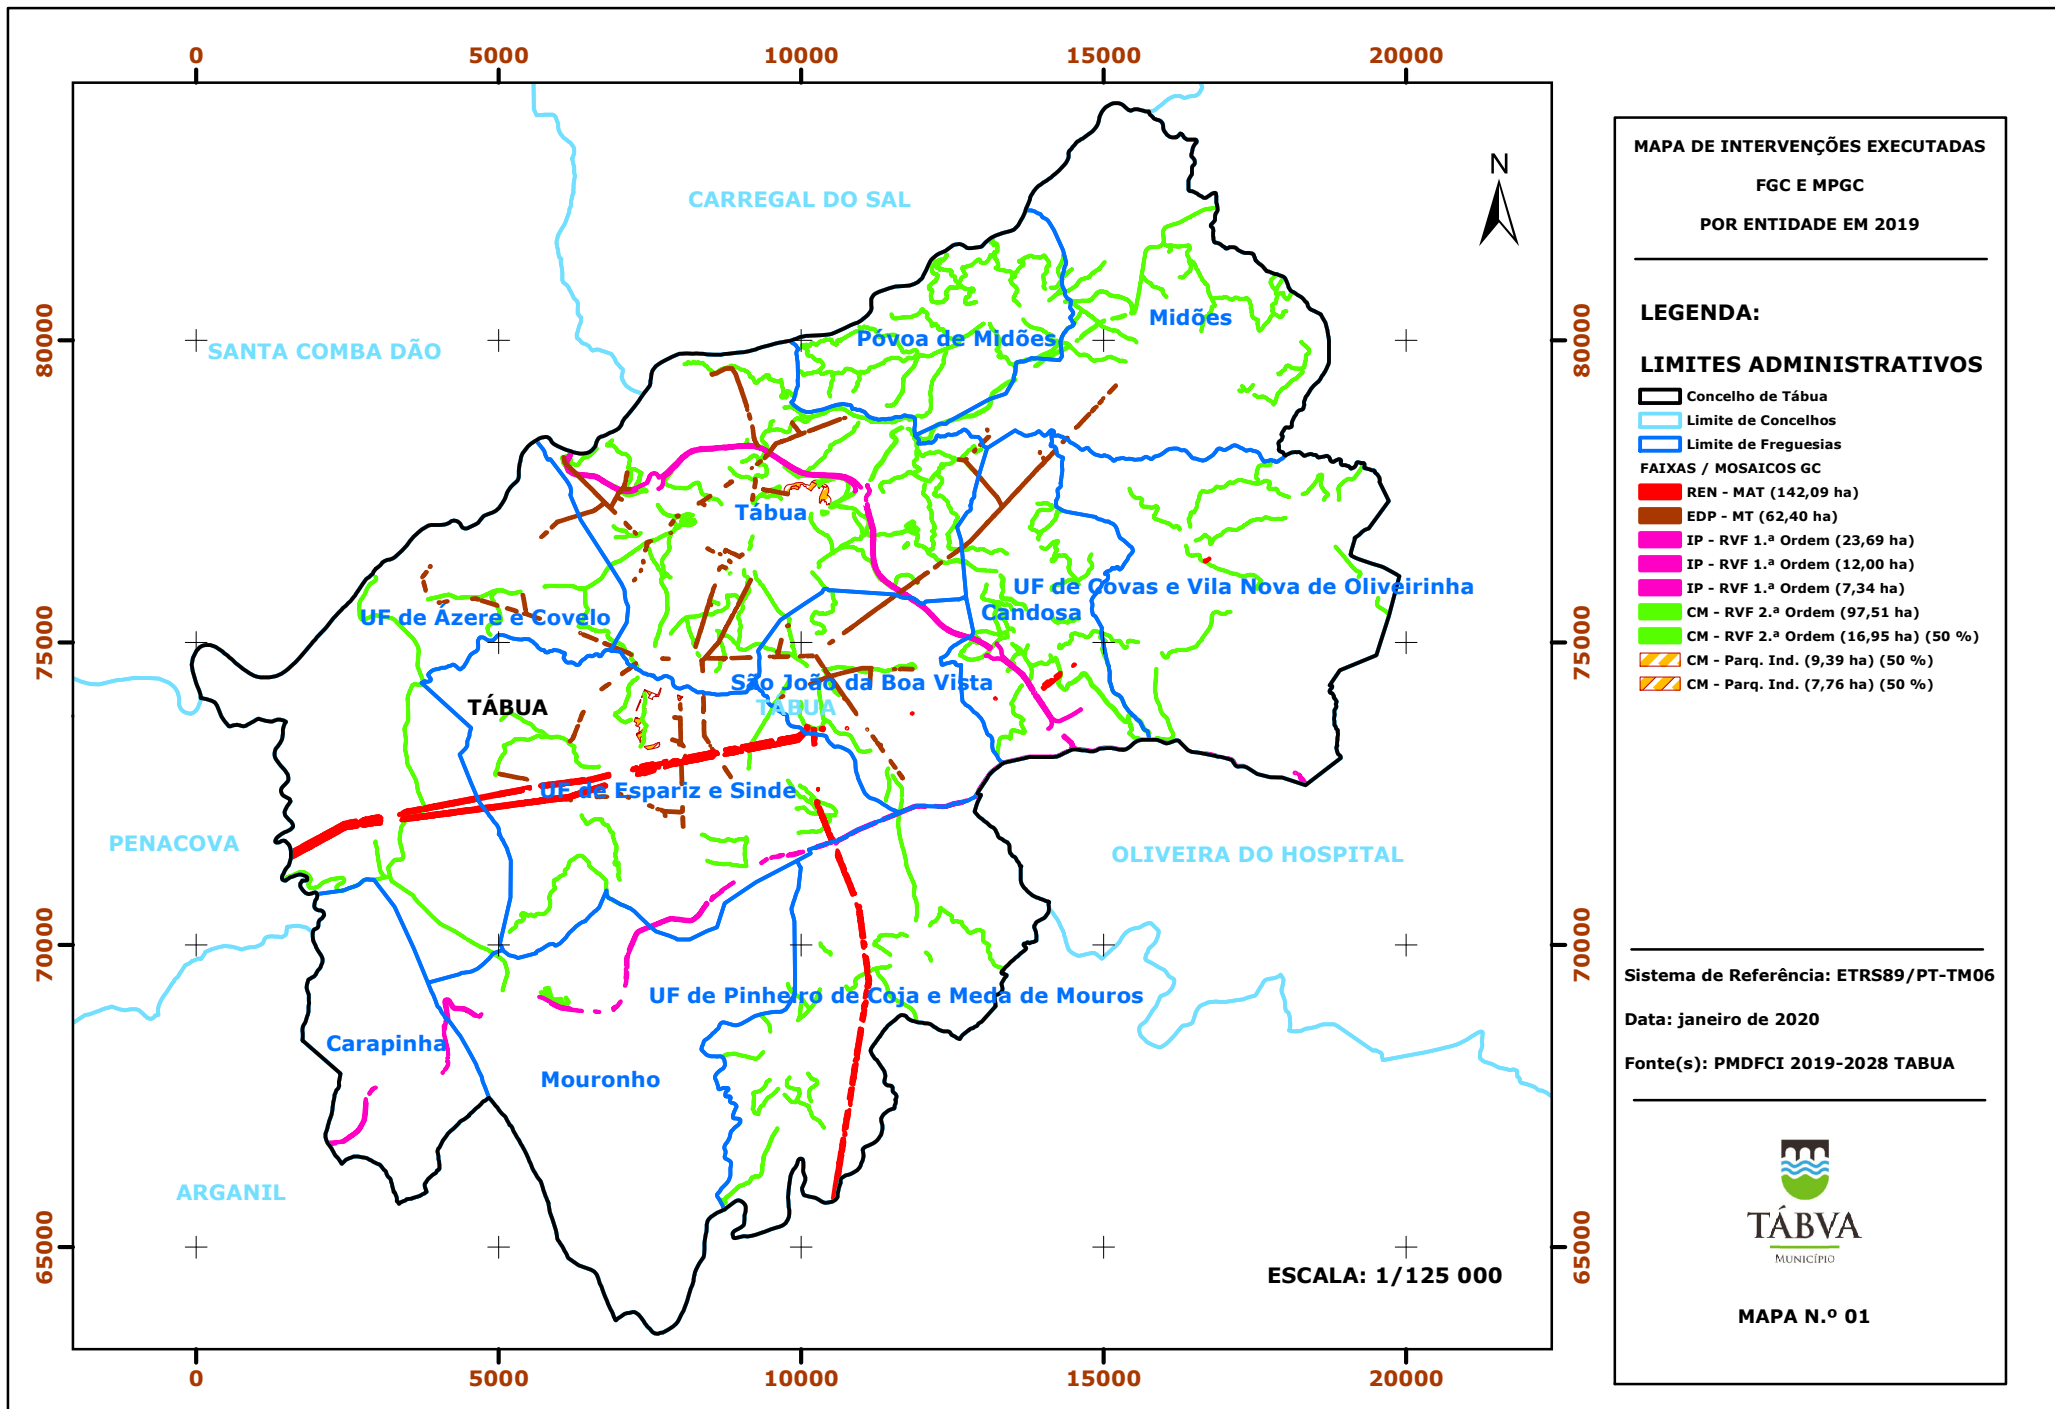 0 5000 10000 15000 20000
N
CARREGAL DO SAL
Midões
80000
Póvoa de Midões
80000
SANTA COMBA DÃO
Tábua
UF de Covas e Vila Nova de Oliveirinha
Candosa
UF de Ázere e Covelo
75000
75000
São João da Boa Vista
TÁBUA
TÁBUA
UF de Espariz e Sinde
PENACOVA
OLIVEIRA DO HOSPITAL
70000
70000
UF de Pinheiro de Coja e Meda de Mouros
Carapinha
Mouronho
ARGANIL
65000
65000
ESCALA: 1/125 000
0 5000 10000 15000 20000
MAPA DE INTERVENÇÕES EXECUTADAS
FGC E MPGC
POR ENTIDADE EM 2019
LEGENDA:
LIMITES ADMINISTRATIVOS
Concelho de Tábua
Limite de Concelhos
Limite de Freguesias
FAIXAS / MOSAICOS GC
REN - MAT (142,09 ha)
EDP - MT (62,40 ha)
IP - RVF 1.ª Ordem (23,69 ha)
IP - RVF 1.ª Ordem (12,00 ha)
IP - RVF 1.ª Ordem (7,34 ha)
CM - RVF 2.ª Ordem (97,51 ha)
CM - RVF 2.ª Ordem (16,95 ha) (50 %)
CM - Parq. Ind. (9,39 ha) (50 %)
CM - Parq. Ind. (7,76 ha) (50 %)
Sistema de Referência: ETRS89/PT-TM06
Data: janeiro de 2020
Fonte(s): PMDFCI 2019-2028 TABUA
TÁBVA
MUNICÍPIO
MAPA N.º 01